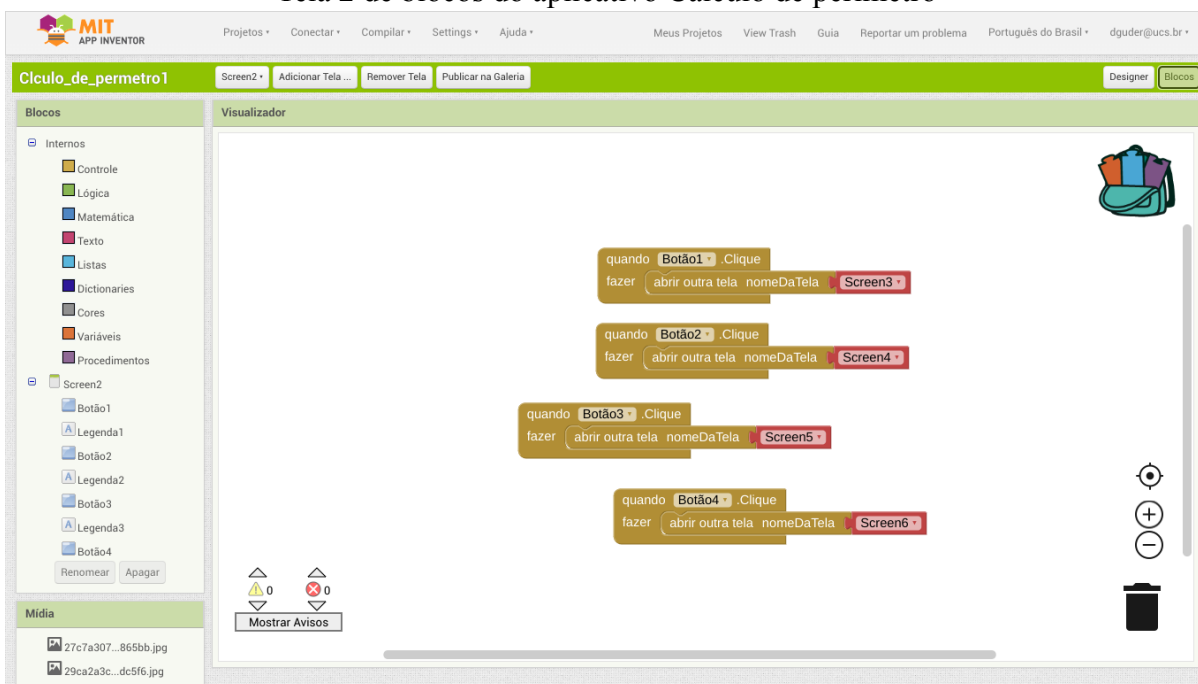 Tela 2 de blocos do aplicativo Cálculo de perímetro
MIT
APP INVENTOR
Projetos Conectar Compilar Settings Ajuda Meus Projetos View Trash Guia Reportar um problema Português do Brasil dguder@ucs.br
Clculo_de_permetro1 Screen2 Adicionar Tela ... Remover Tela Publicar na Galeria Designer Blocos
Blocos
Visualizador
Internos
Controle
Lógica
Matemática
Texto
Listas
Dictionaries
Cores
Variáveis
Procedimentos
Screen2
Botão1
Legenda1
Botão2
Legenda2
Botão3
Legenda3
Botão4
Renomear Apagar
Mídia
27c7a307...865bb.jpg
29ca2a3c...dc5f6.jpg
quando Botão1 .Clique
fazer abrir outra tela nomeDaTela Screen3
quando Botão2 .Clique
fazer abrir outra tela nomeDaTela Screen4
quando Botão3 .Clique
fazer abrir outra tela nomeDaTela Screen5
quando Botão4 .Clique
fazer abrir outra tela nomeDaTela Screen6
0 0
Mostrar Avisos